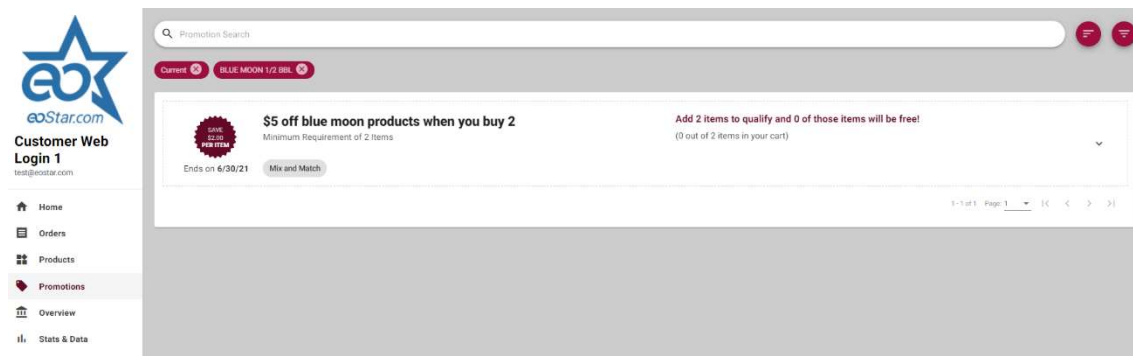 eo
eoStar.com
Customer Web
Login 1
test@eostar.com
Home
Orders
Products
Promotions
Overview
Stats & Data
Promotion Search
Current
BLUE MOON 1/2 BBL
SAVE
$2.00
PER ITEM
Ends on 6/30/21
$5 off blue moon products when you buy 2
Minimum Requirement of 2 Items
Mix and Match
Add 2 items to qualify and 0 of those items will be free!
(0 out of 2 items in your cart)
1-1 of 1 Page: 1